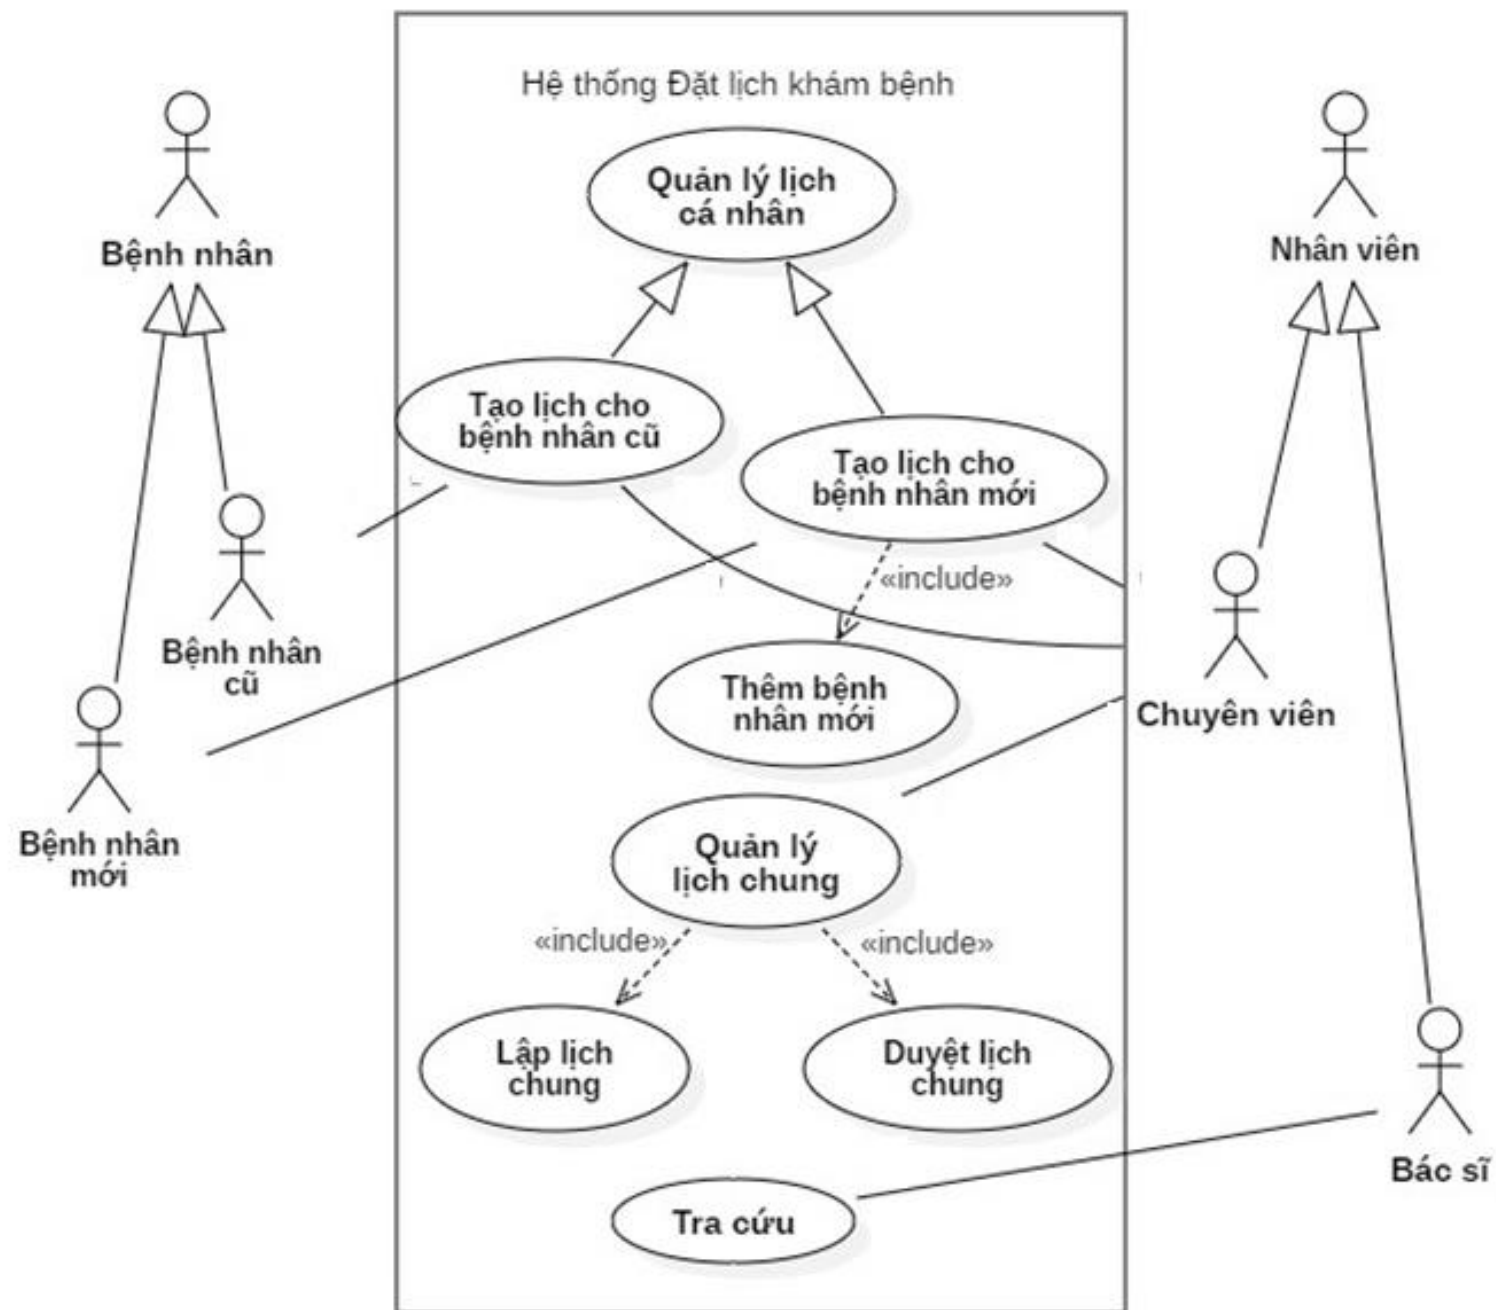 Hệ thống Đặt lịch khám bệnh
Quản lý lịch
cá nhân
Bệnh nhân
Nhân viên
Tạo lịch cho
bệnh nhân cũ
Tạo lịch cho
bệnh nhân mới
«include»
Bệnh nhân
cũ
Thêm bệnh
nhân mới
Chuyên viên
Bệnh nhân
mới
Quản lý
lịch chung
«include»
«include»
Lập lịch
chung
Duyệt lịch
chung
Bác sĩ
Tra cứu